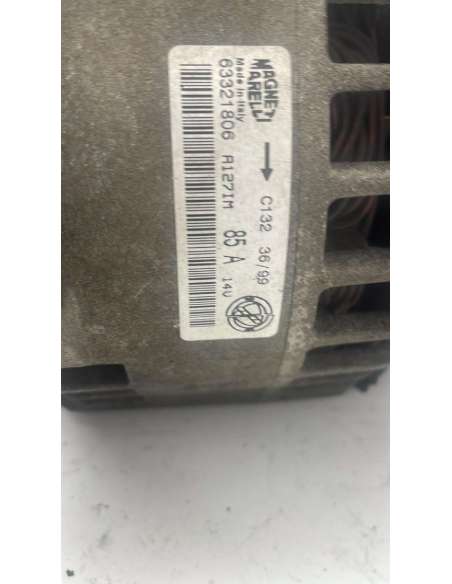 MAGNETI
MARELLI
Made in Italy
63321806 A127IM 85 A 14V
→ C132 36/99